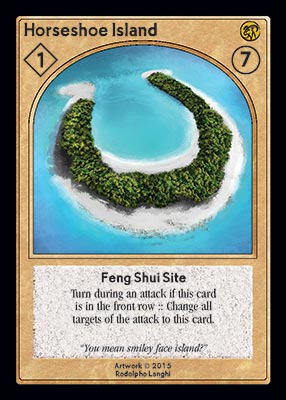 Horseshoe Island
1
7
Feng Shui Site
Turn during an attack if this card
is in the front row :: Change all
targets of the attack to this card.
"You mean smiley face island?"
Artwork © 2015
Rodolpho Langhi